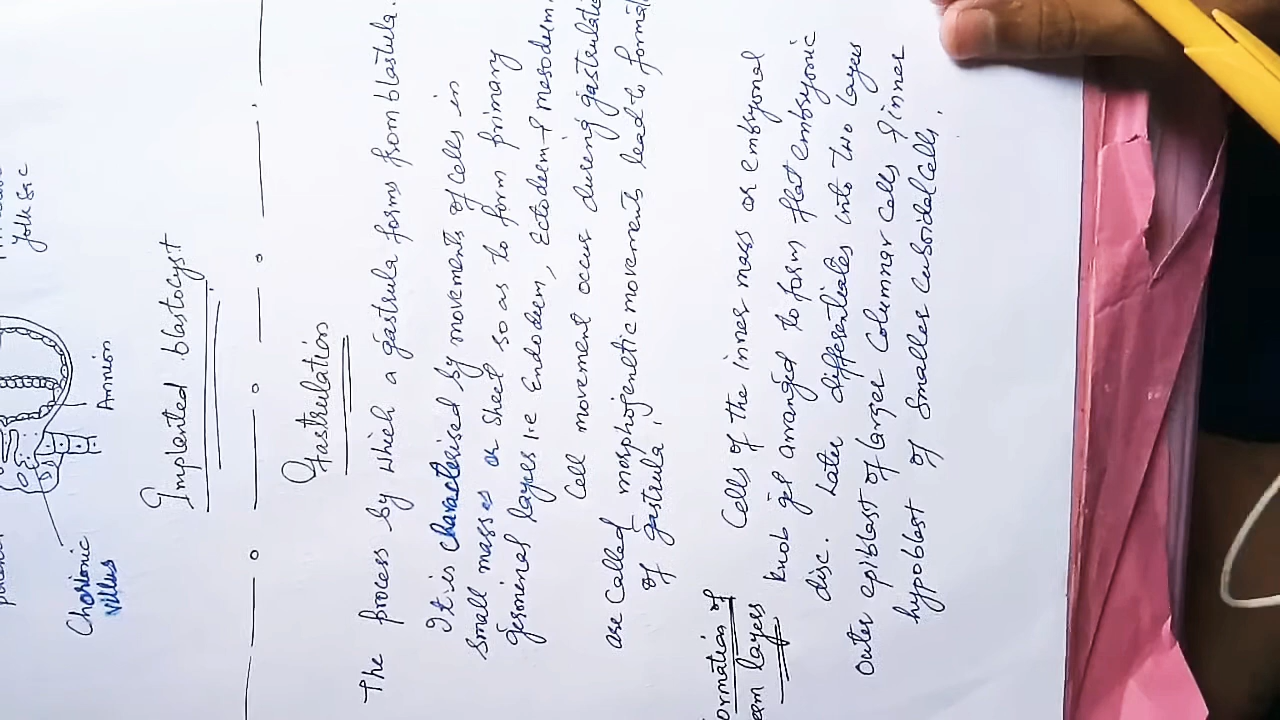 Yolk Sac
Amnion
Chorionic
villus
Implanted blastocyst
Gastrulation
The process by which a gastrula forms from blastula.
It is characterised by movements of cells in
small masses or sheet so as to form primary
germinal layers i.e Endoderm, Ectoderm & mesoderm.
Cell movement occur during gastrulatio
are called morphogenetic movements lead to format
of gastrula.
ormation of
layers
Cells of the inner mass or embryonal
knob get arranged to form flat embryonic
disc. Later differentiates into two layers
outer epiblast of larger columnar cells & inner
hypoblast of smaller cuboidal cells.